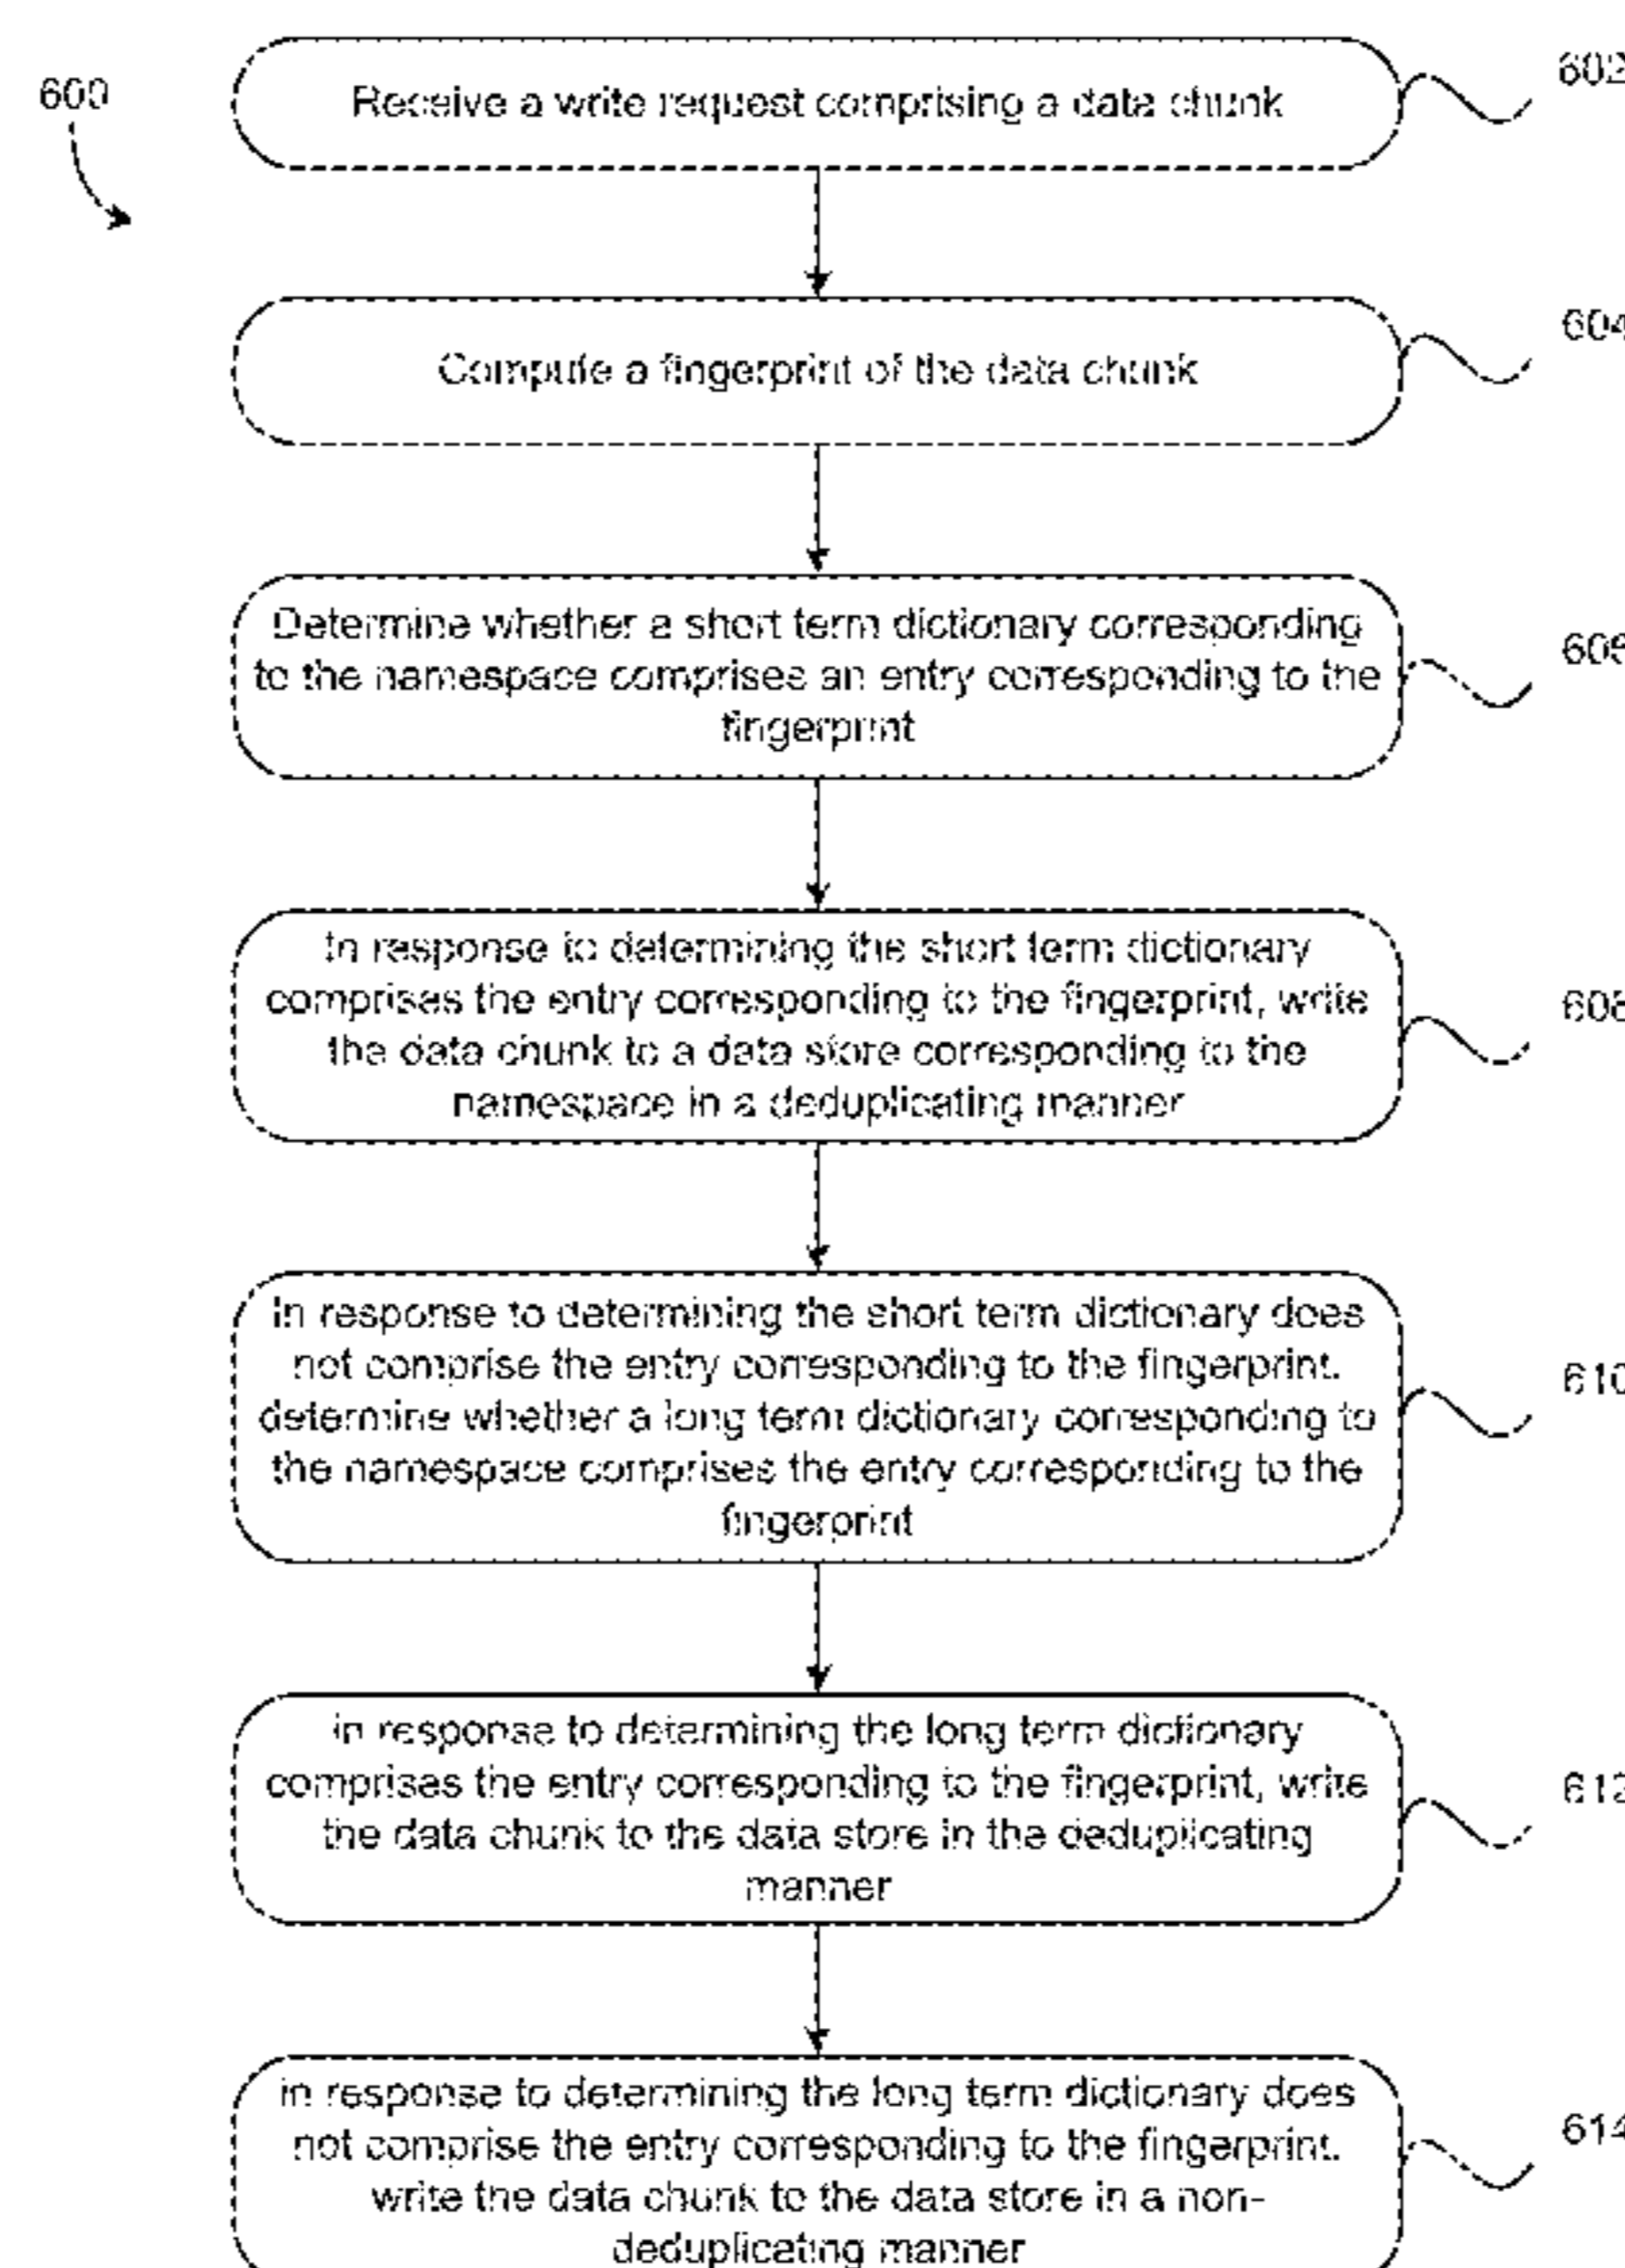 600
Receive a write request comprising a data chunk
602
Compute a fingerprint of the data chunk
604
Determine whether a short term dictionary corresponding
to the namespace comprises an entry corresponding to the
fingerprint
606
In response to determining the short term dictionary
comprises the entry corresponding to the fingerprint, write
the data chunk to a data store corresponding to the
namespace in a deduplicating manner
608
In response to determining the short term dictionary does
not comprise the entry corresponding to the fingerprint,
determine whether a long term dictionary corresponding to
the namespace comprises the entry corresponding to the
fingerprint
610
In response to determining the long term dictionary
comprises the entry corresponding to the fingerprint, write
the data chunk to the data store in the deduplicating
manner
612
In response to determining the long term dictionary does
not comprise the entry corresponding to the fingerprint,
write the data chunk to the data store in a non-
deduplicating manner
614